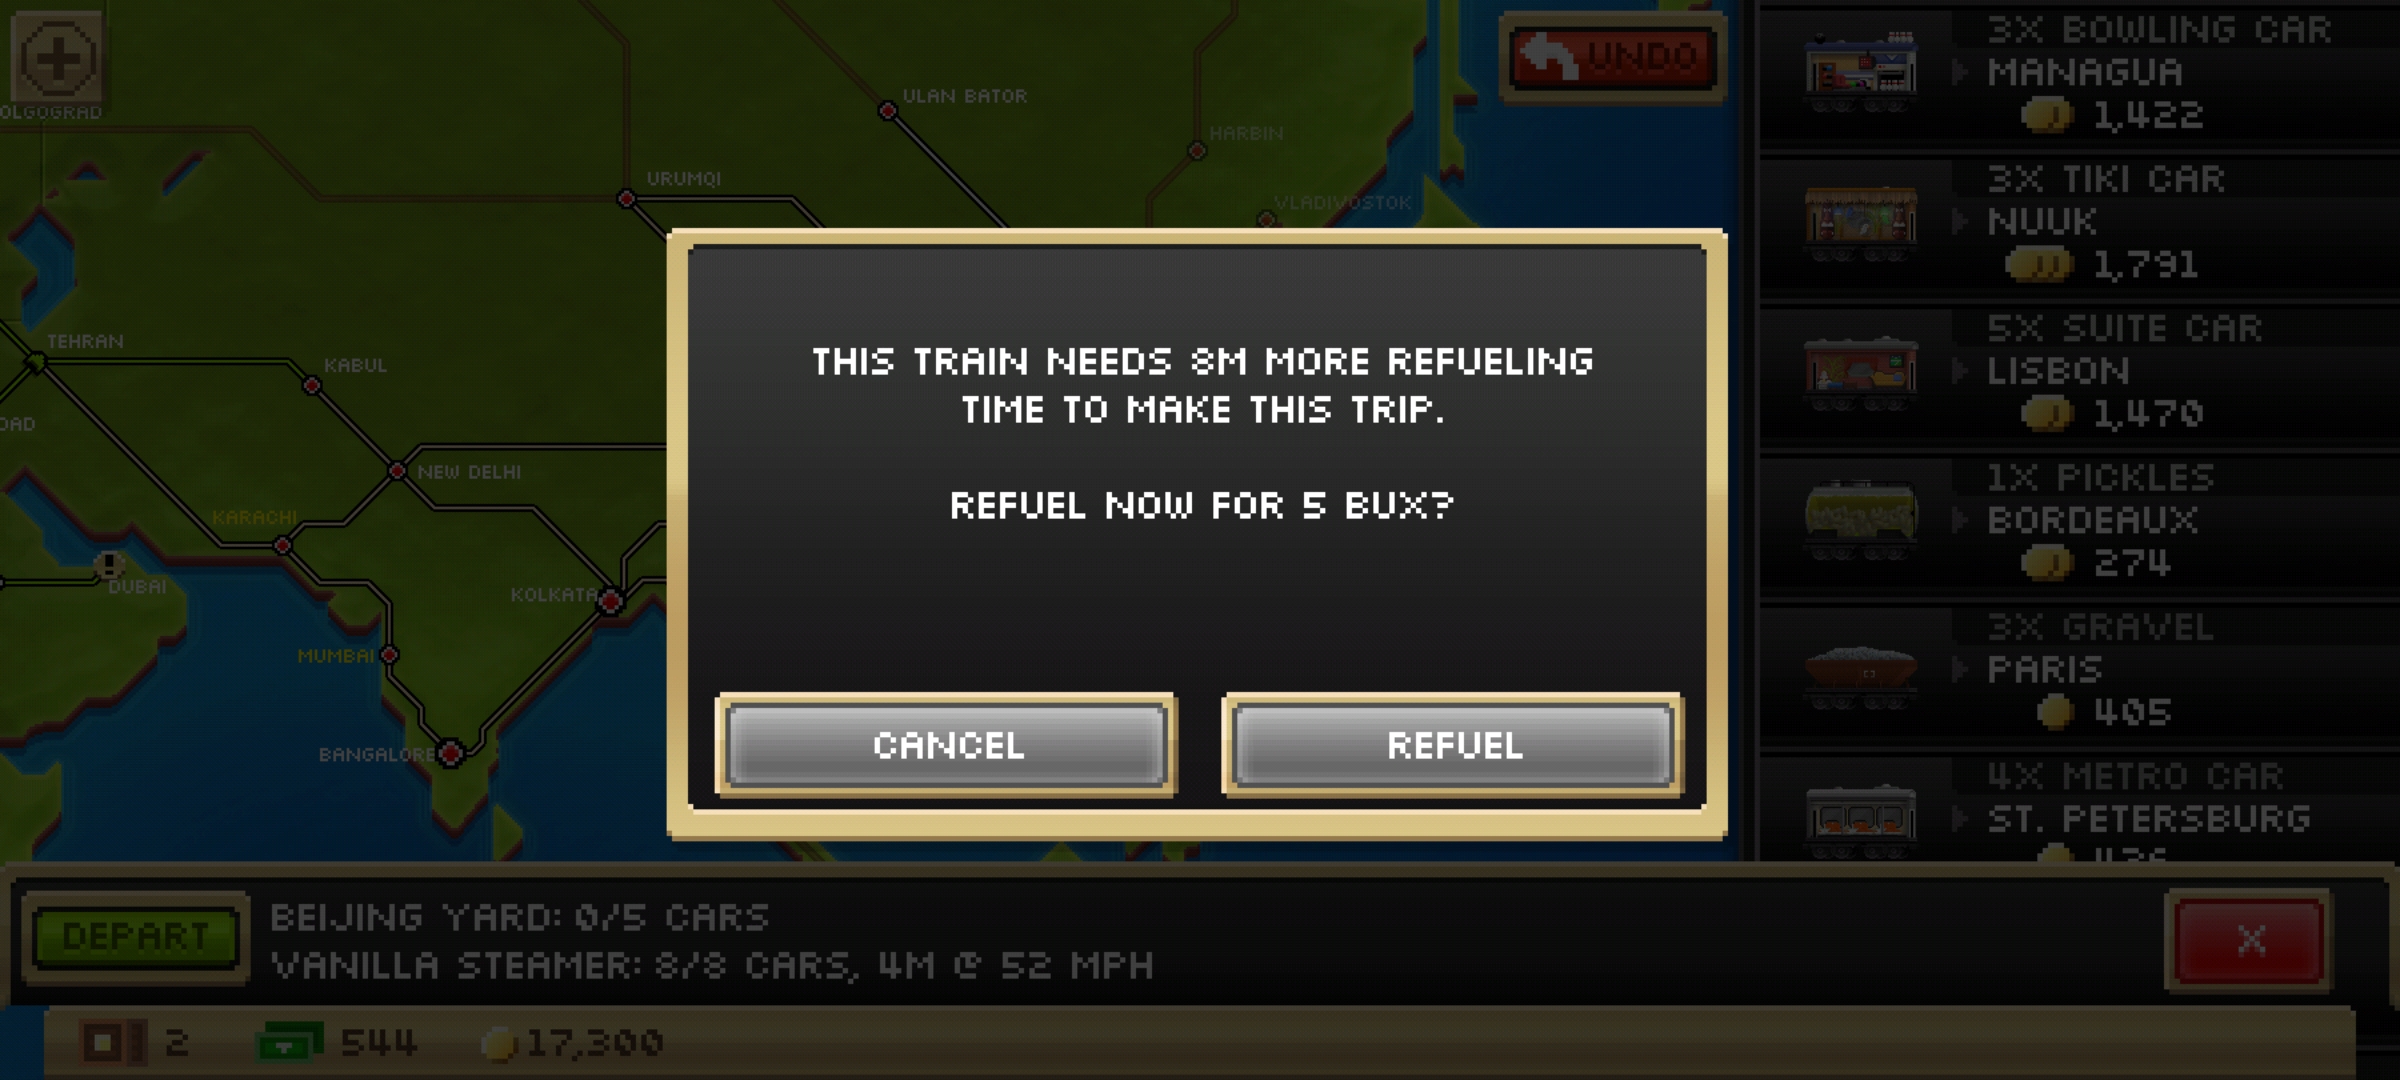 OLGOGRAD
ULAN BATOR
UNDO
HARBIN
URUMQI
VLADIVOSTOK
TEHRAN
KABUL
OAD
NEW DELHI
KARACHI
DUBAI
KOLKATA
MUMBAI
BANGALORE
THIS TRAIN NEEDS 8M MORE REFUELING
TIME TO MAKE THIS TRIP.
REFUEL NOW FOR 5 BUX?
CANCEL
REFUEL
3X BOWLING CAR
MANAGUA
1,422
3X TIKI CAR
NUUK
1,791
5X SUITE CAR
LISBON
1,470
1X PICKLES
BORDEAUX
274
3X GRAVEL
PARIS
405
4X METRO CAR
ST. PETERSBURG
DEPART
BEIJING YARD: 0/5 CARS
VANILLA STEAMER: 8/8 CARS, 4M @ 52 MPH
X
2
544
17,300